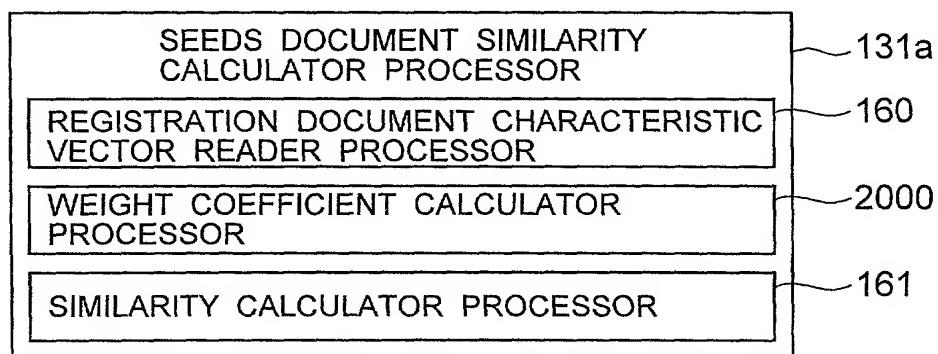 SEEDS DOCUMENT SIMILARITY
CALCULATOR PROCESSOR
131a
REGISTRATION DOCUMENT CHARACTERISTIC
VECTOR READER PROCESSOR
160
WEIGHT COEFFICIENT CALCULATOR
PROCESSOR
2000
SIMILARITY CALCULATOR PROCESSOR
161